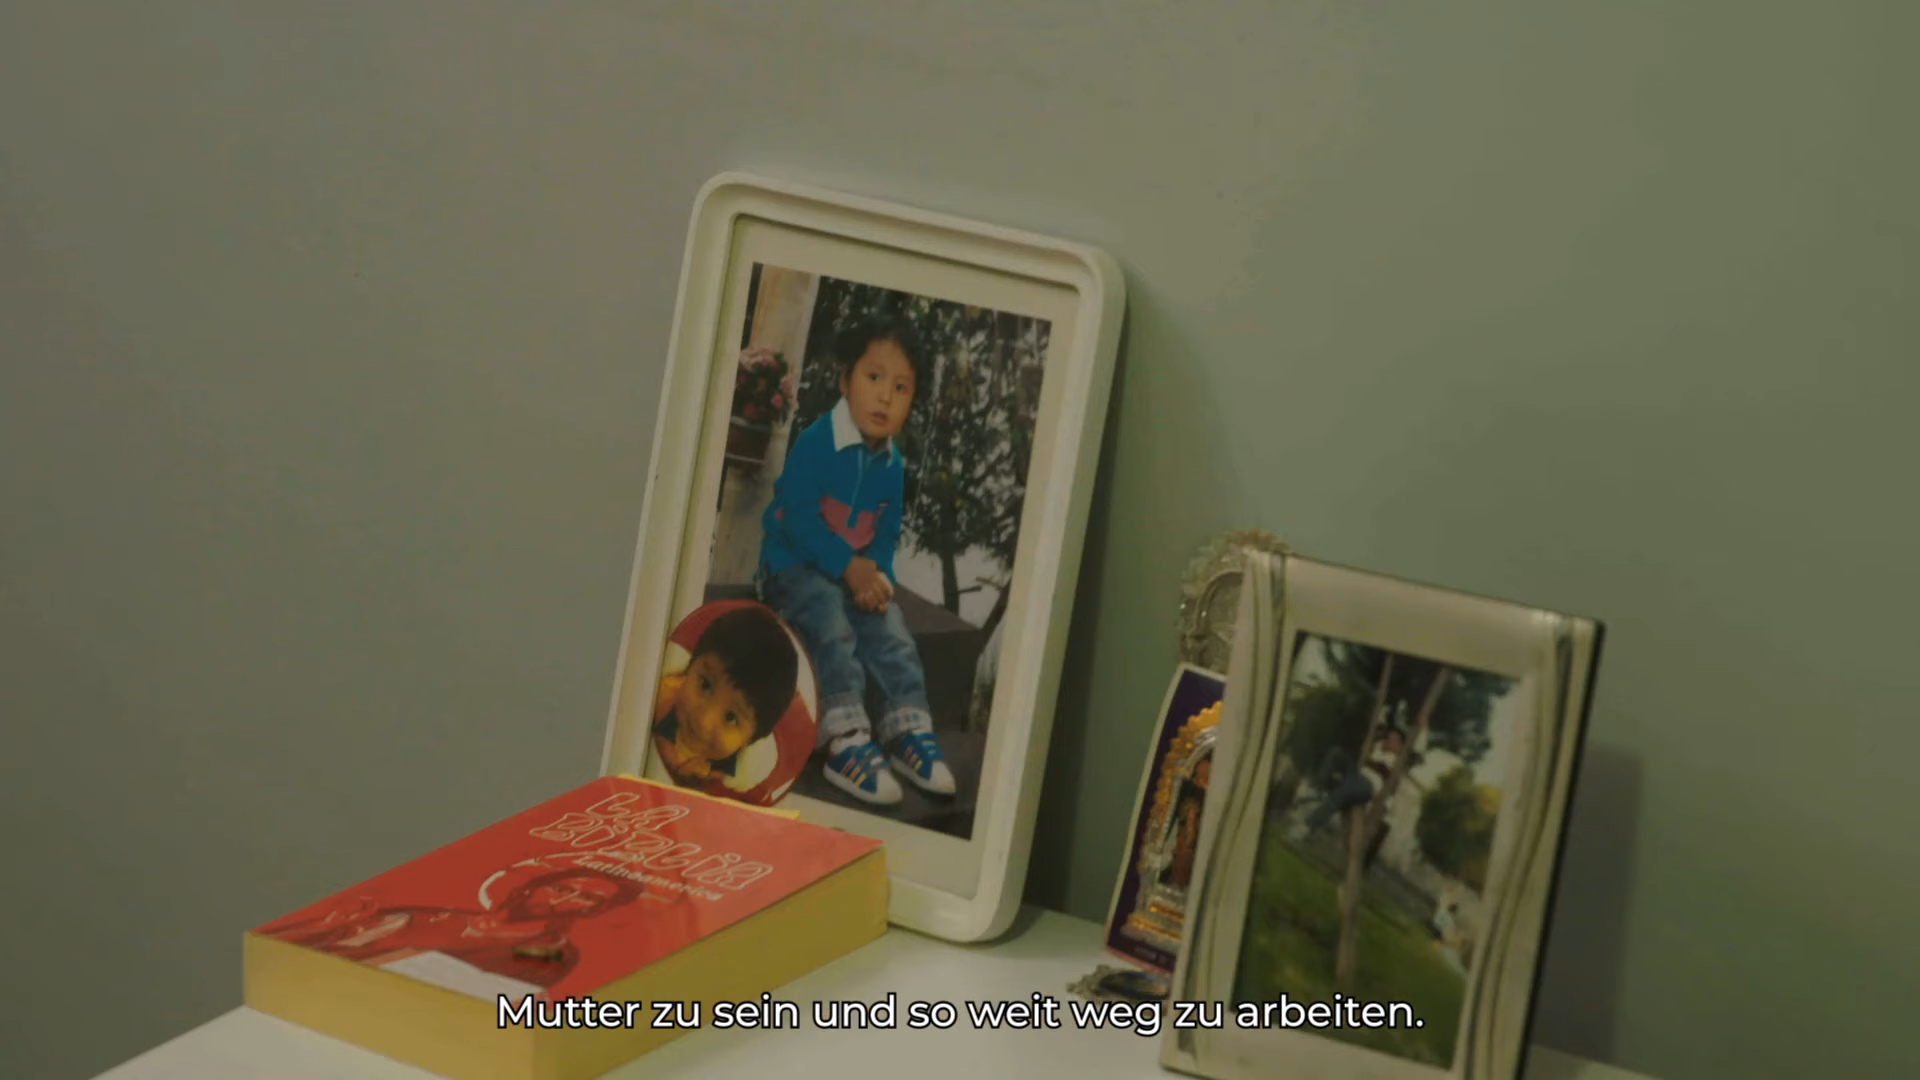 LA
BIBLIA
Latinoamérica
Mutter zu sein und so weit weg zu arbeiten.